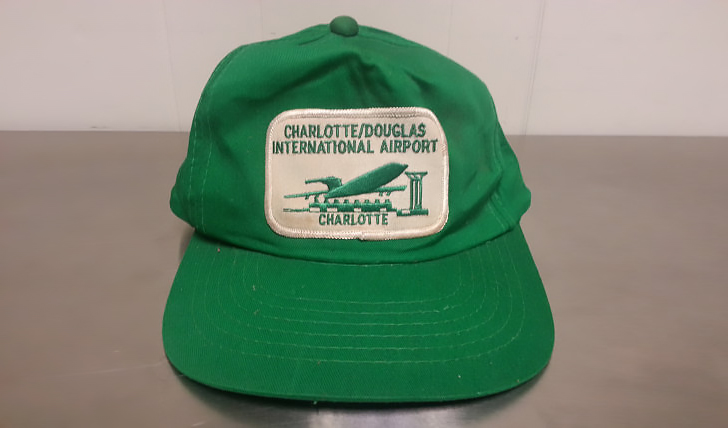 CHARLOTTE/DOUGLAS
INTERNATIONAL AIRPORT
CHARLOTTE